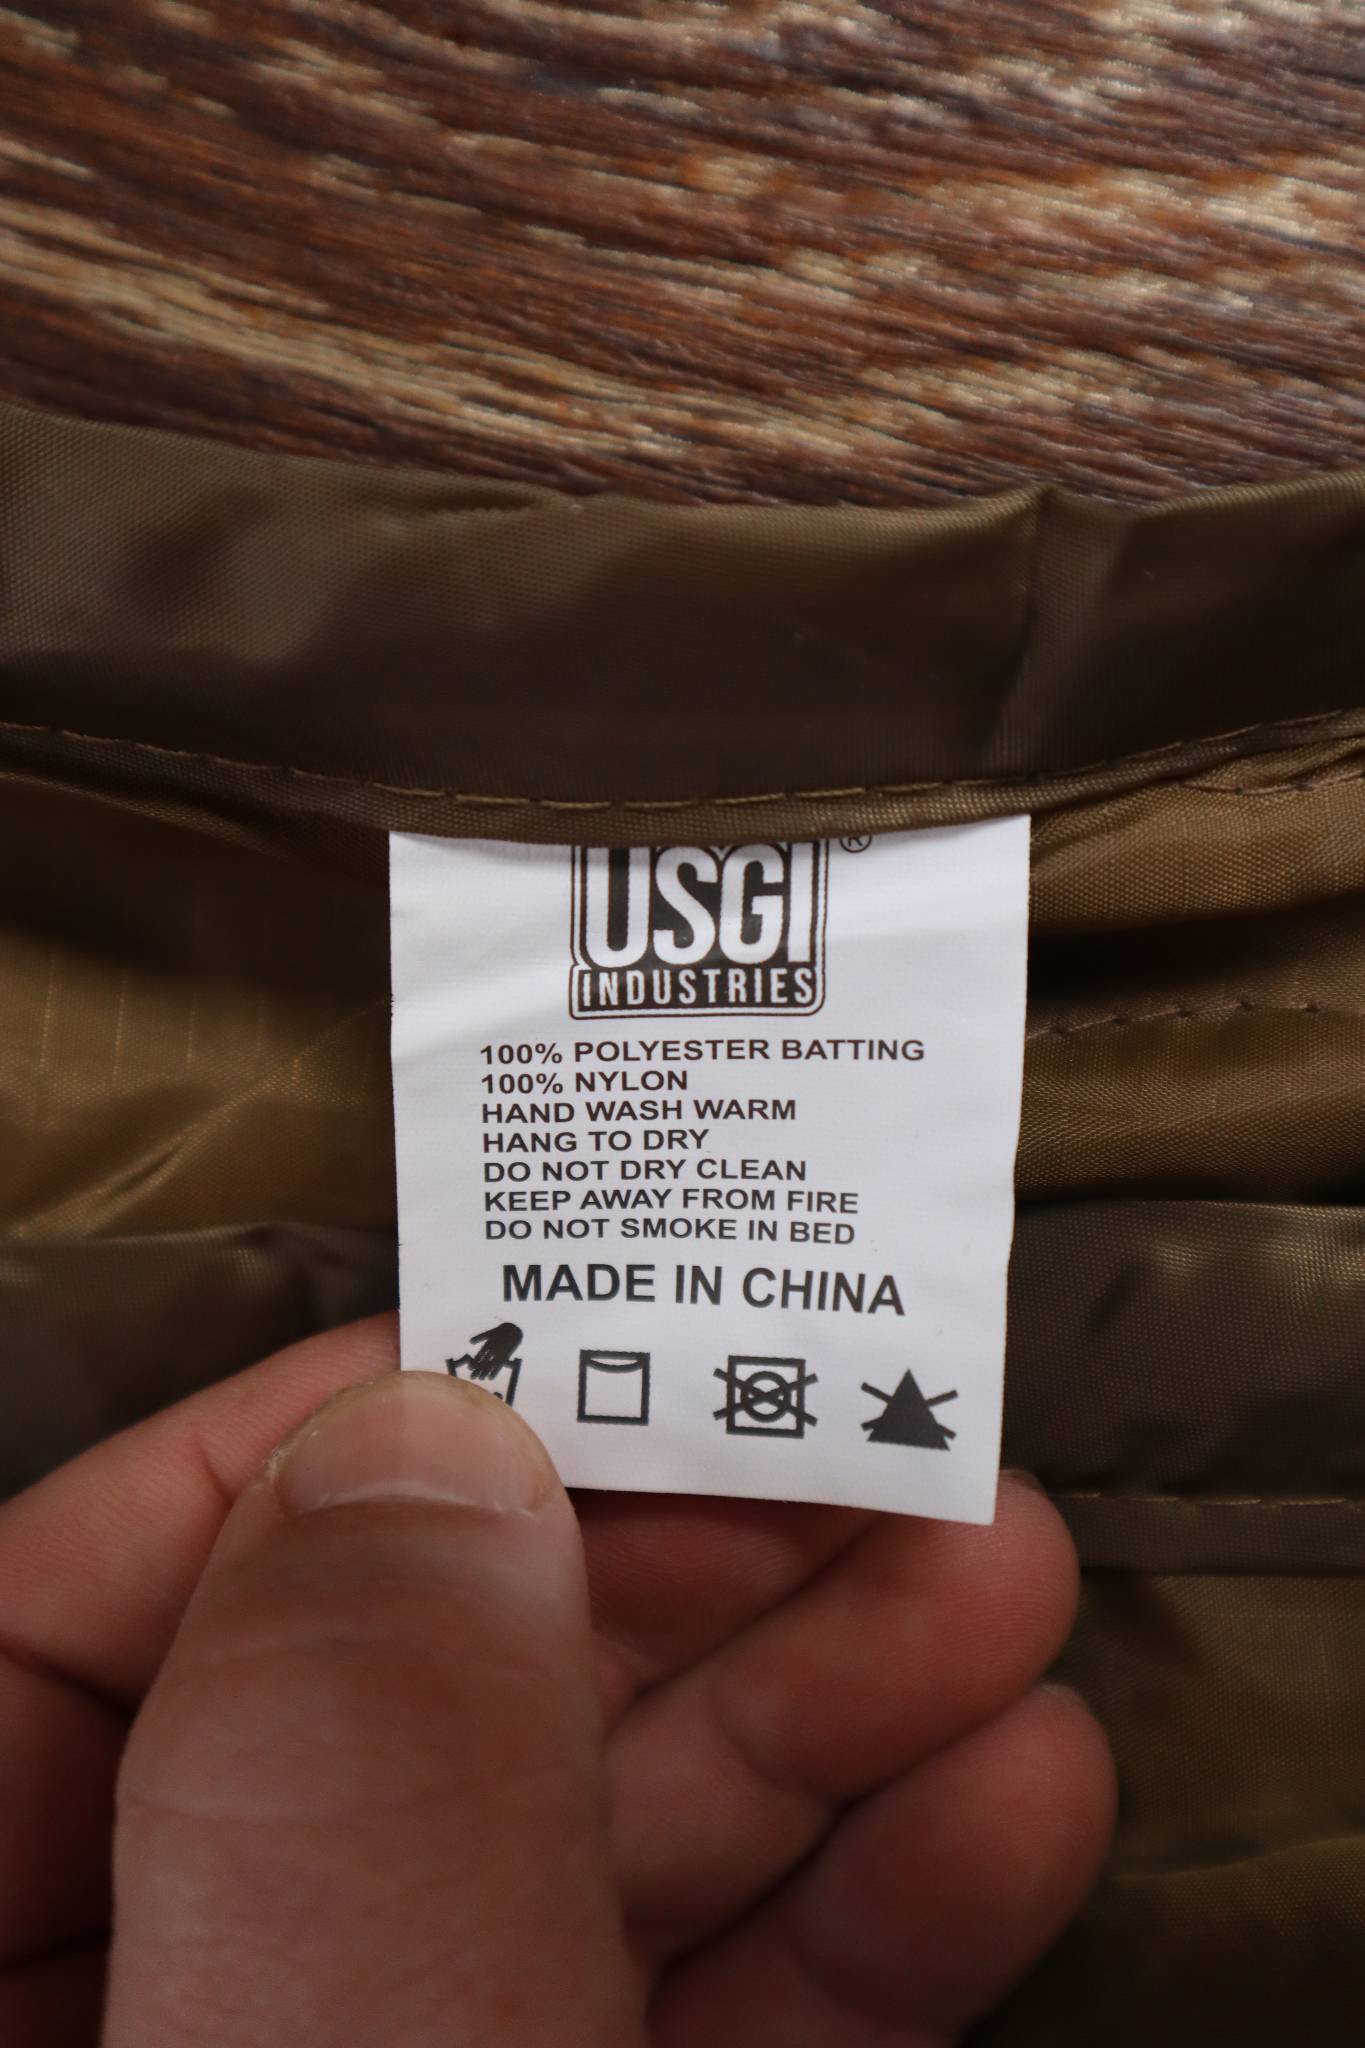 USGI ®
INDUSTRIES
100% POLYESTER BATTING
100% NYLON
HAND WASH WARM
HANG TO DRY
DO NOT DRY CLEAN
KEEP AWAY FROM FIRE
DO NOT SMOKE IN BED
MADE IN CHINA